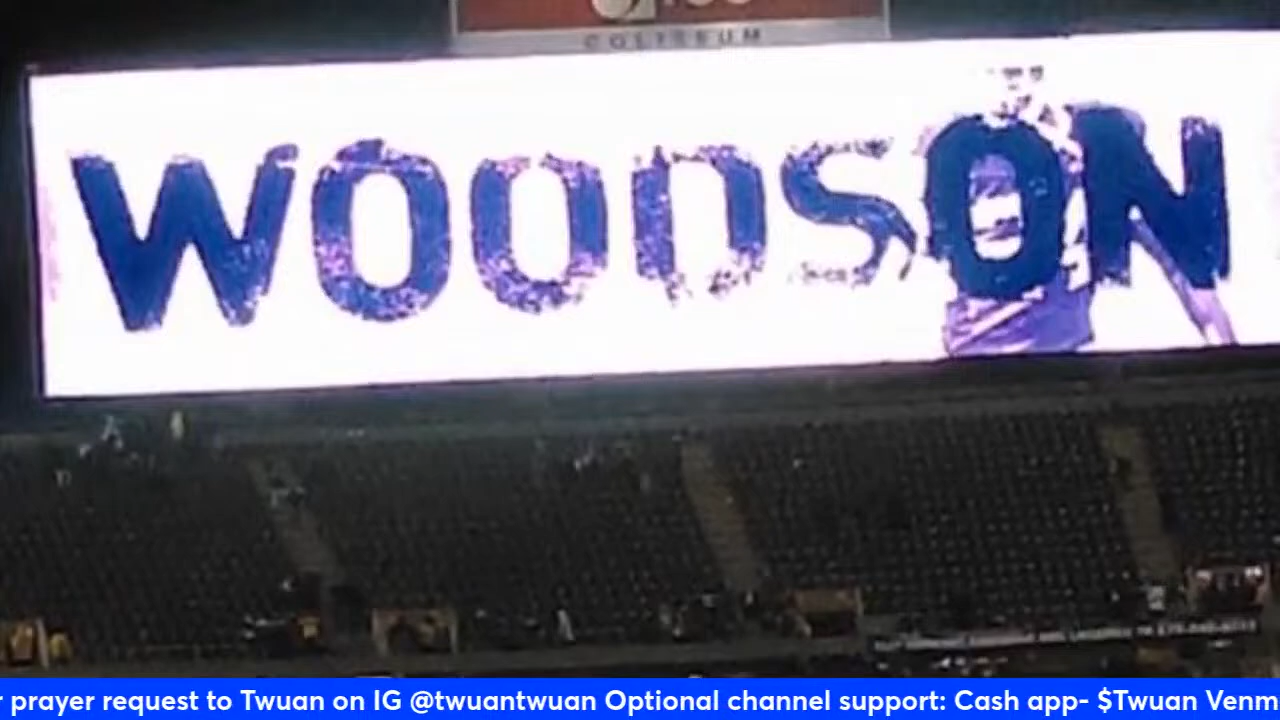 COLISEUM
WOODSON
r prayer request to Twuan on IG @twuantwuan Optional channel support: Cash app- $Twuan Venm